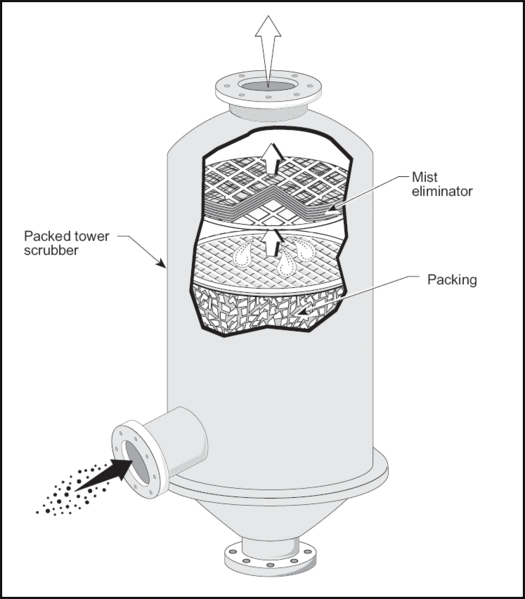 Mist
eliminator
Packed tower
scrubber
Packing